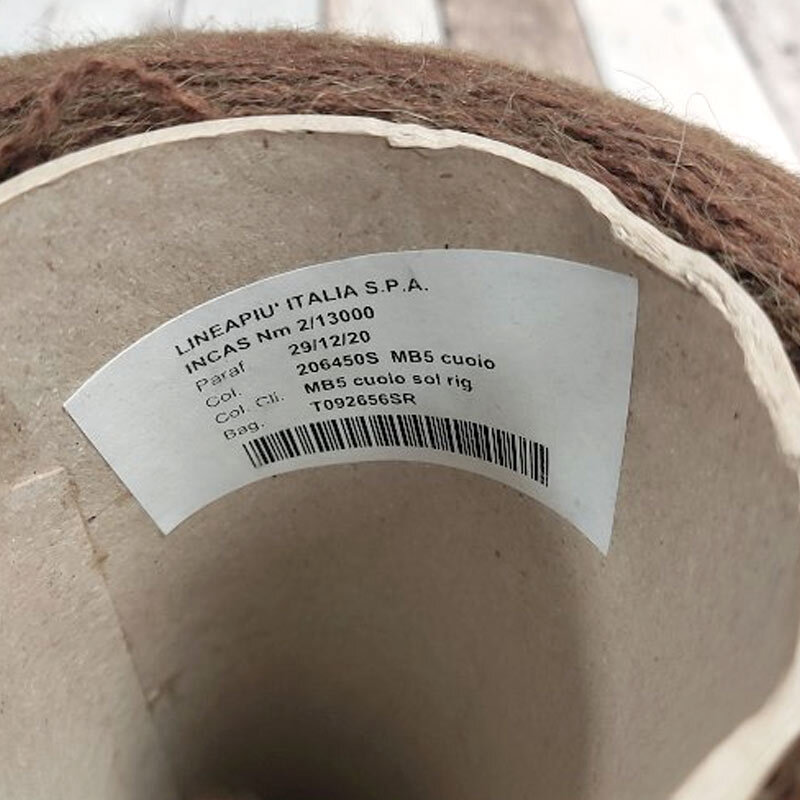 LINEAPIU' ITALIA S.P.A.
INCAS Nm 2/13000
Paraf 29/12/20
Col. 206450S MB5 cuoio
Col. Cli. MB5 cuoio sol rig
Bag. T092656SR